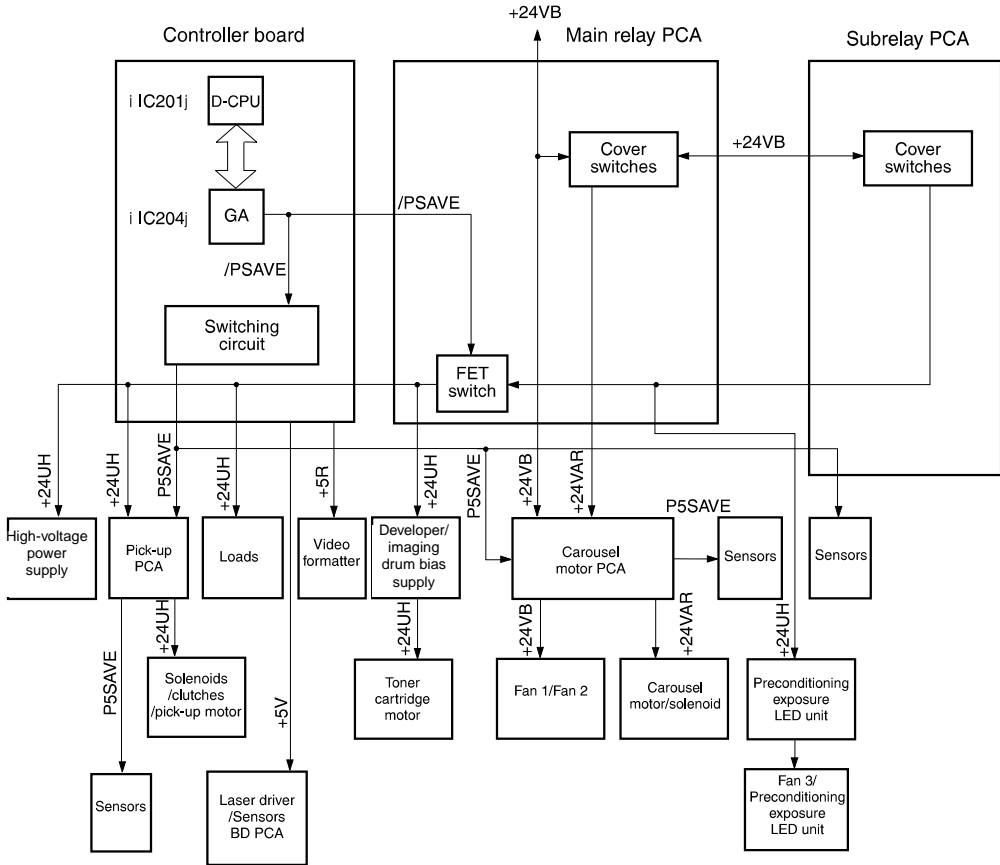 +24VB
Controller board
Main relay PCA
Subrelay PCA
¡ IC201j
D-CPU
Cover
switches
+24VB
Cover
switches
¡ IC204j
GA
/PSAVE
/PSAVE
Switching
circuit
FET
switch
+24UH
+24UH
P5SAVE
+24UH
+5R
+24UH
P5SAVE
+24VB
+24VAR
P5SAVE
High-voltage
power
supply
Pick-up
PCA
Loads
Video
formatter
Developer/
imaging
drum bias
supply
Carousel
motor PCA
Sensors
Sensors
P5SAVE
+24UH
+5V
+24UH
+24VB
+24VAR
+24UH
Solenoids
/clutches
/pick-up motor
Toner
cartridge
motor
Fan 1/Fan 2
Carousel
motor/solenoid
Preconditioning
exposure
LED unit
Sensors
Laser driver
/Sensors
BD PCA
Fan 3/
Preconditioning
exposure
LED unit